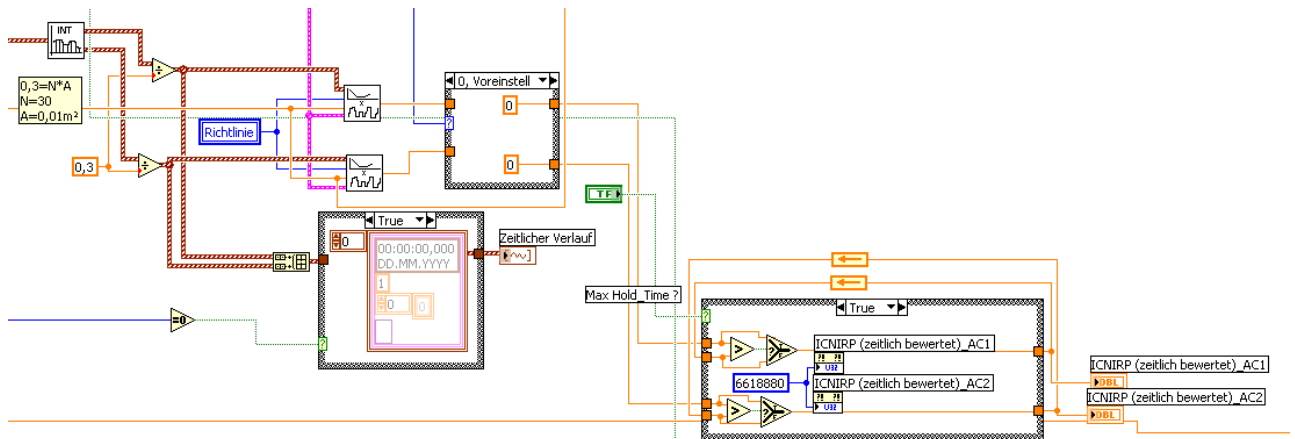 INT
÷
0,3=N*A
N=30
A=0,01m²
Richtlinie
0,3
÷
x
x
0, Voreinstell
?
0
0
TF
True
0
00:00:00,000
DD.MM.YYYY
1
0
0
?
=0
Zeitlicher Verlauf
Max Hold_Time ?
True
?
>
?
F
ICNIRP (zeitlich bewertet)_AC1
?! ?!
U32
6618880
ICNIRP (zeitlich bewertet)_AC2
?! ?!
U32
>
?
F
ICNIRP (zeitlich bewertet)_AC1
DBL
ICNIRP (zeitlich bewertet)_AC2
DBL